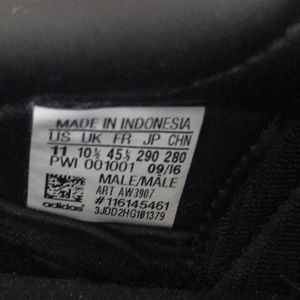 MADE IN INDONESIA
US UK FR JP CHN
11 10½ 45⅓ 290 280
PWI 001001 09/16
MALE/MALE
ART AW3967
# 116145461
adidas 3JDD2HG101379